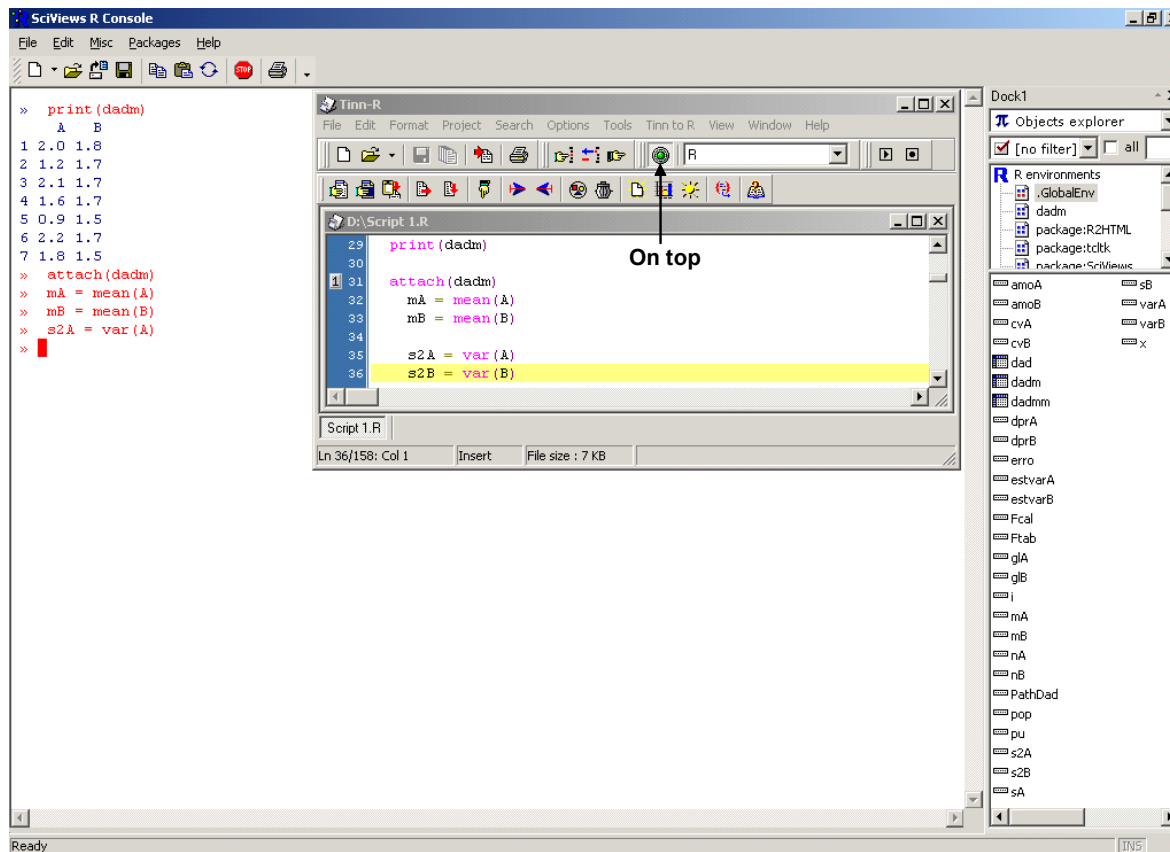 SciViews R Console
File Edit Misc Packages Help
STOP
» print(dadm)
A B
1 2.0 1.8
2 1.2 1.7
3 2.1 1.7
4 1.6 1.7
5 0.9 1.5
6 2.2 1.7
7 1.8 1.5
» attach(dadm)
» mA = mean(A)
» mB = mean(B)
» s2A = var(A)
»
Tinn-R
File Edit Format Project Search Options Tools Tinn to R View Window Help
R
D:\Script 1.R
29 print(dadm)
30
1 31 attach(dadm)
32 mA = mean(A)
33 mB = mean(B)
34
35 s2A = var(A)
36 s2B = var(B)
On top
Script 1.R
Ln 36/158: Col 1 Insert File size : 7 KB
Dock1
π Objects explorer
[no filter] all
R R environments
.GlobalEnv
dadm
package:R2HTML
package:tcltk
package:SciViews
amoA
amoB
cvA
cvB
dad
dadm
dadmm
dprA
dprB
erro
estvarA
estvarB
Fcal
Ftab
glA
glB
i
mA
mB
nA
nB
PathDad
pop
pu
s2A
s2B
sA
sB
varA
varB
x
Ready
INS